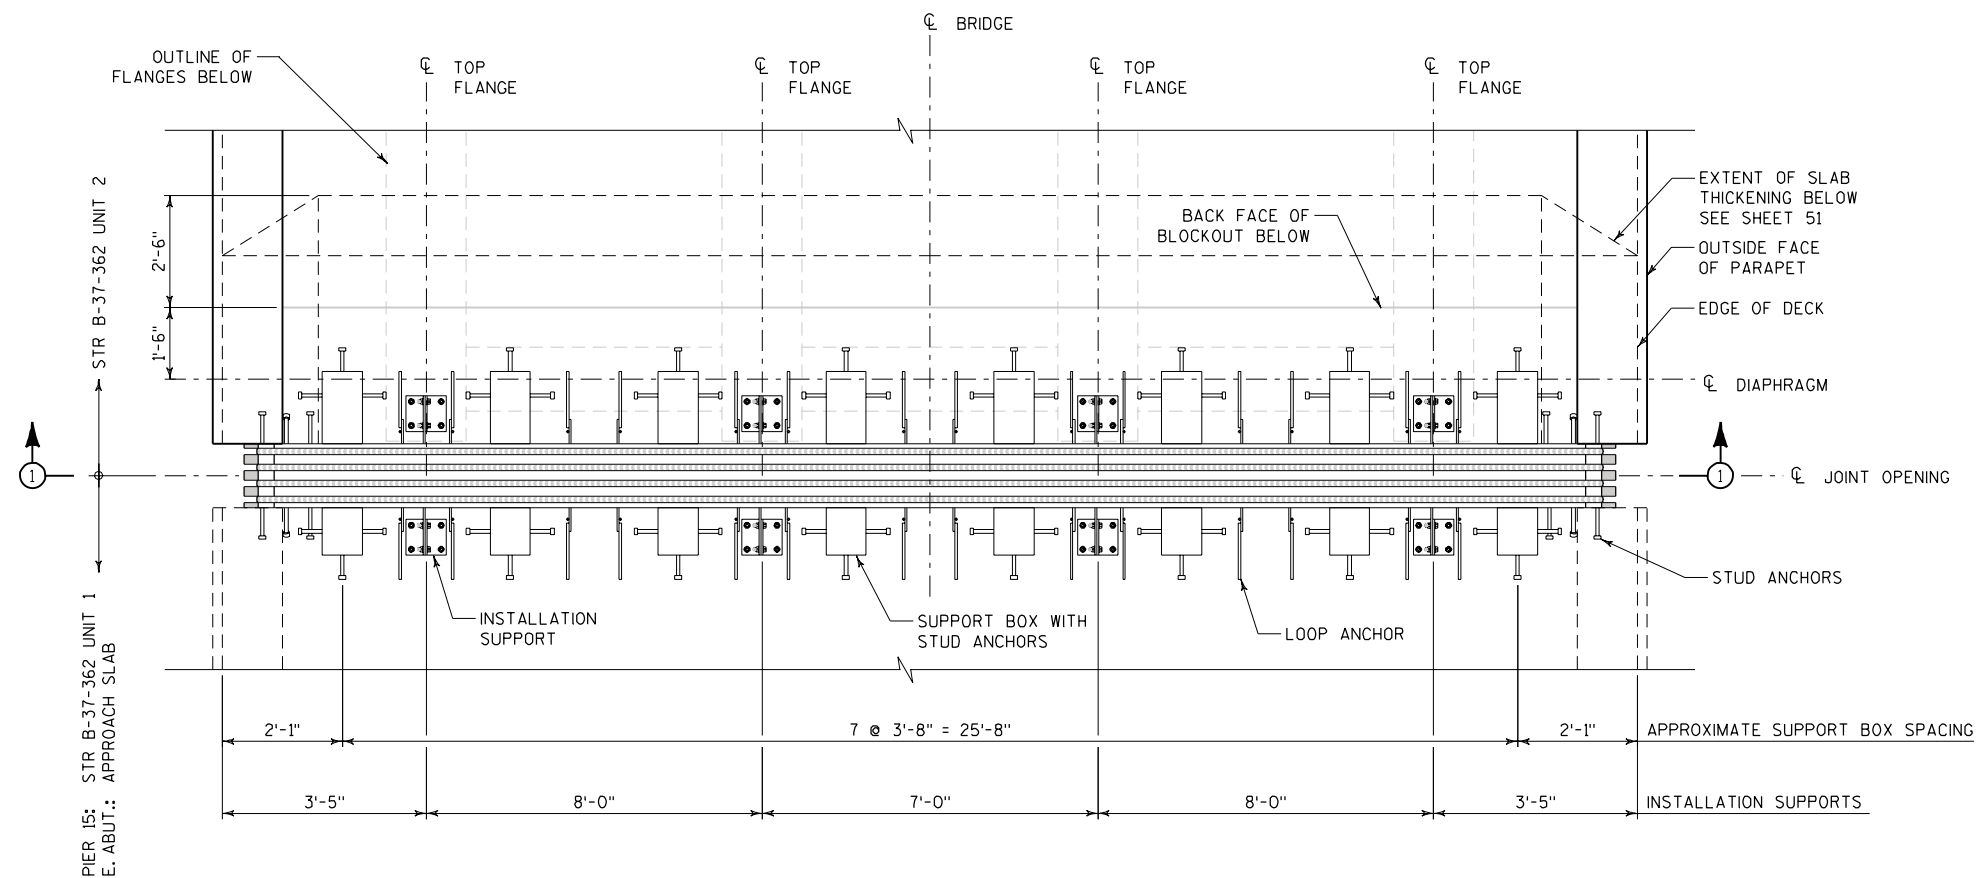 ℄ BRIDGE
OUTLINE OF
FLANGES BELOW
℄ TOP
FLANGE
℄ TOP
FLANGE
℄ TOP
FLANGE
℄ TOP
FLANGE
STR B-37-362 UNIT 2
2'-6"
1'-6"
BACK FACE OF
BLOCKOUT BELOW
EXTENT OF SLAB
THICKENING BELOW
SEE SHEET 51
OUTSIDE FACE
OF PARAPET
EDGE OF DECK
℄ DIAPHRAGM
1
1
℄ JOINT OPENING
STUD ANCHORS
INSTALLATION
SUPPORT
SUPPORT BOX WITH
STUD ANCHORS
LOOP ANCHOR
PIER 15: STR B-37-362 UNIT 1
E. ABUT.: APPROACH SLAB
2'-1"
7 @ 3'-8" = 25'-8"
2'-1"
APPROXIMATE SUPPORT BOX SPACING
3'-5"
8'-0"
7'-0"
8'-0"
3'-5"
INSTALLATION SUPPORTS